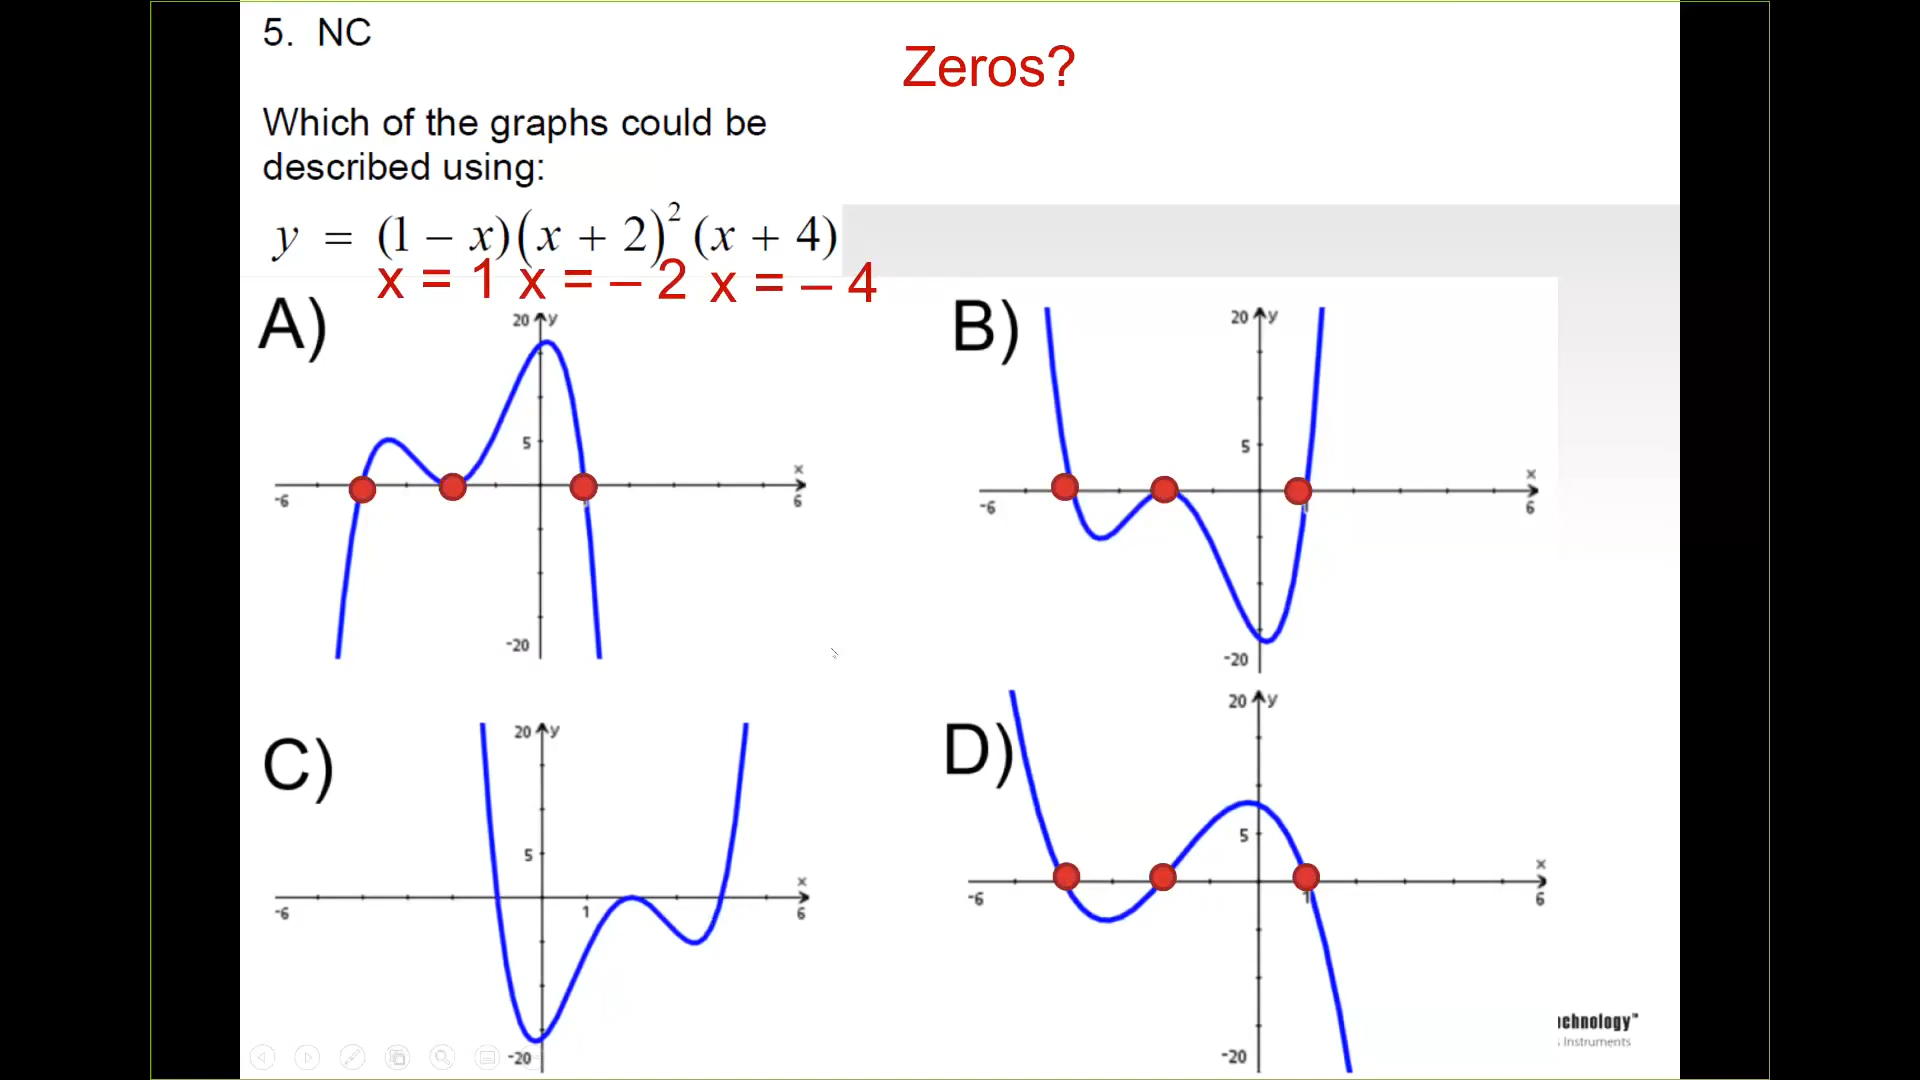 5. NC
Zeros?
Which of the graphs could be
described using:
y = (1 – x)(x + 2)² (x + 4)
x = 1 x = – 2 x = – 4
A)
20 y
5
x
-6
6
-20
B)
20 y
5
x
-6
6
-20
C)
20 y
5
x
-6
1
6
-20
D)
20 y
5
x
-6
1
6
-20
Instruments